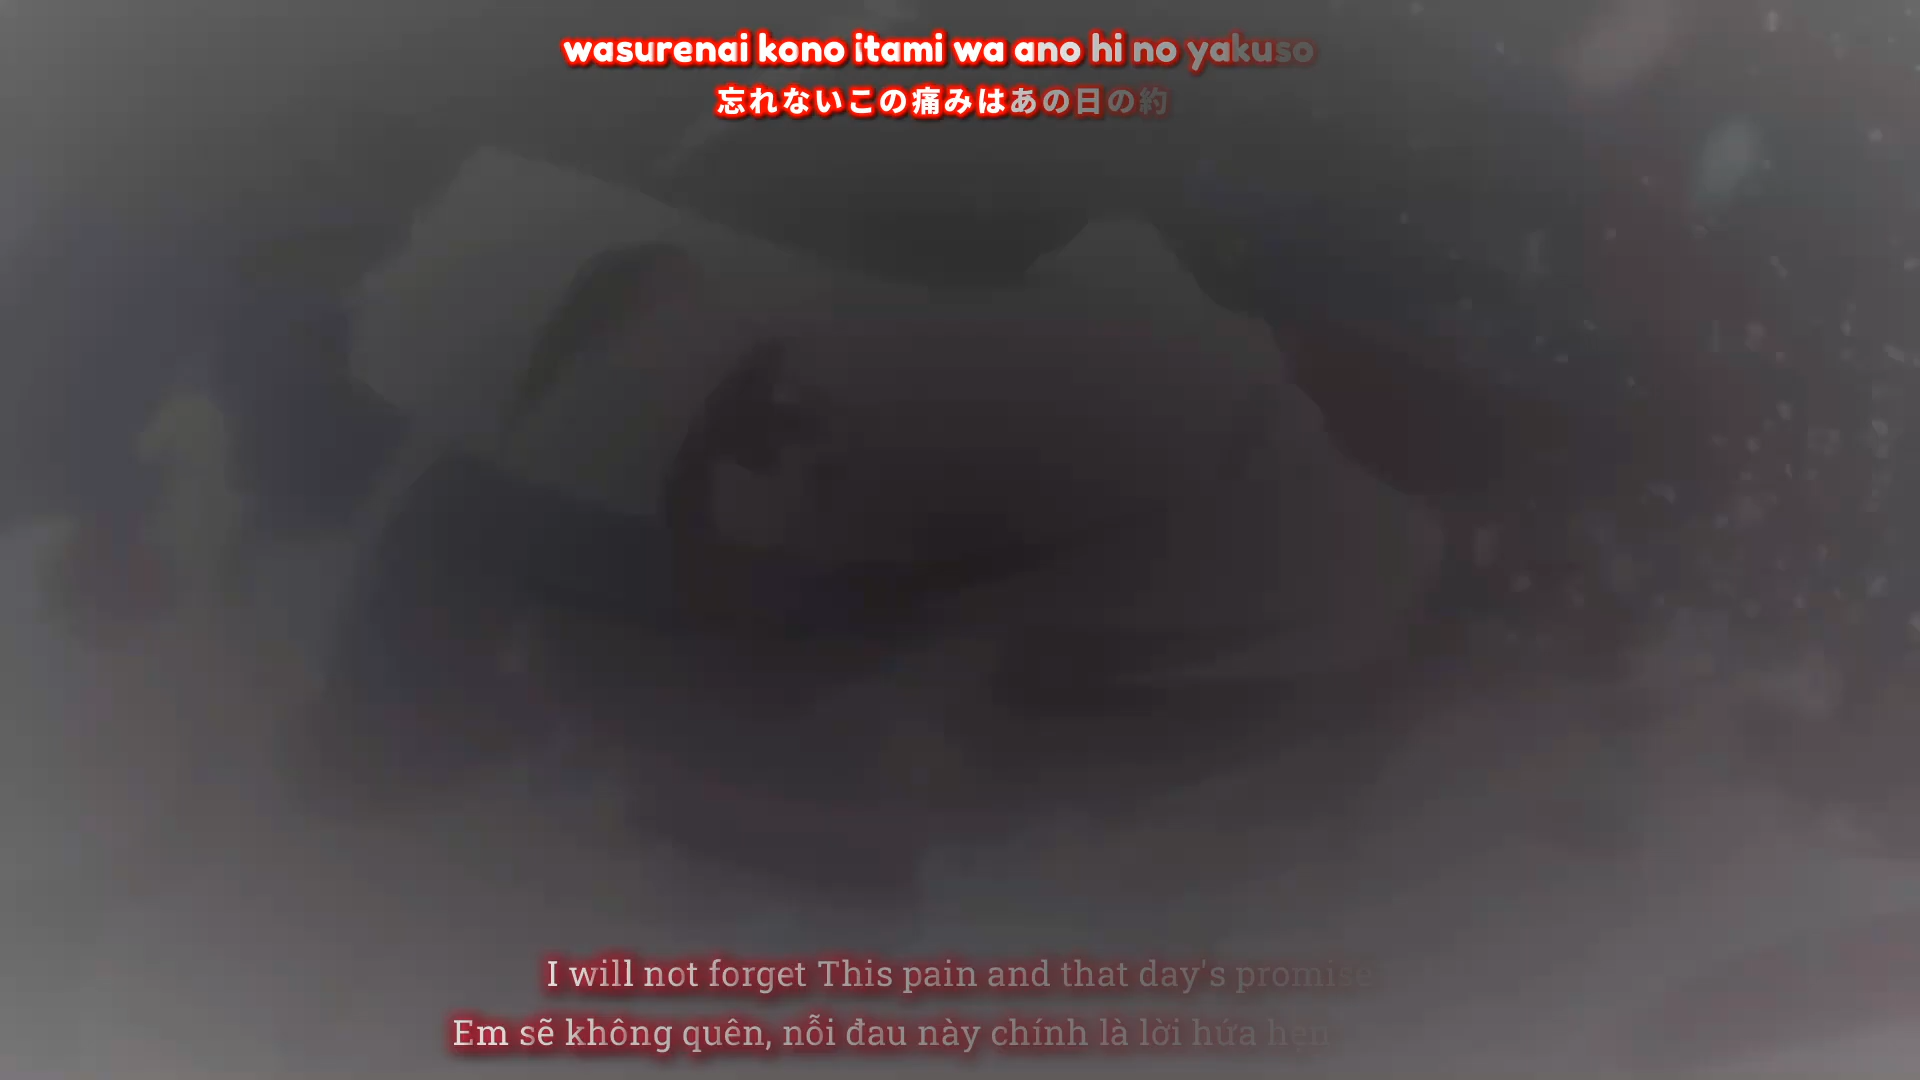 wasurenai kono itami wa ano hi no yakuso
忘れないこの痛みはあの日の約
I will not forget This pain and that day's promise
Em sẽ không quên, nỗi đau này chính là lời hứa hẹn